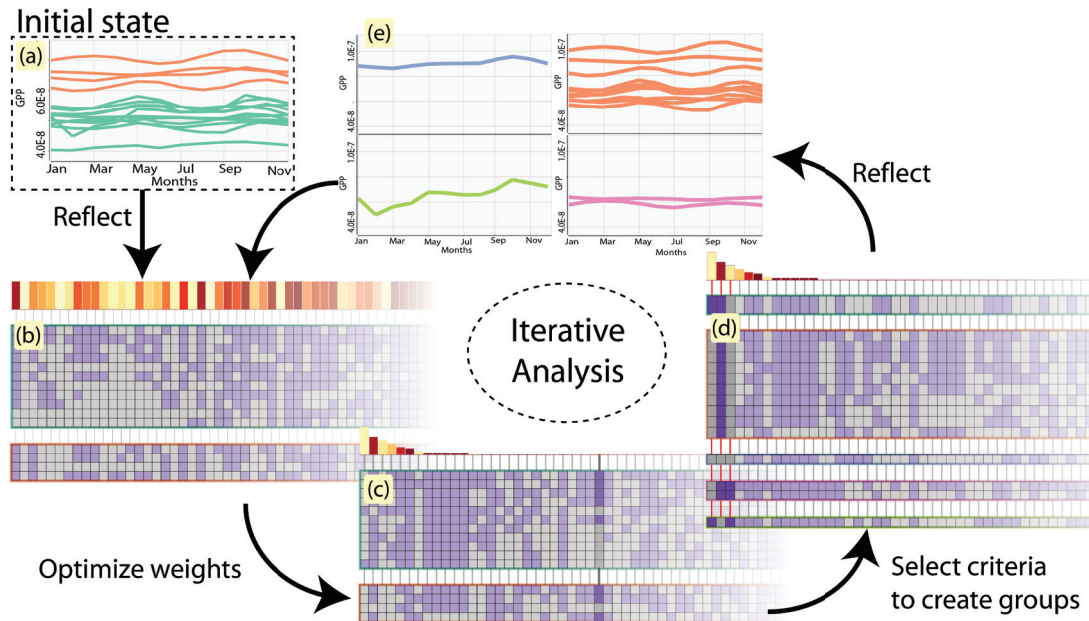 Initial state
(a)
GPP
6.0E-8
4.0E-8
Jan Mar May Jul Sep Nov
Months
(e)
GPP
1.0E-7
4.0E-8
GPP
1.0E-7
4.0E-8
GPP
1.0E-7
4.0E-8
Jan Mar May Jul Sep Nov
Months
GPP
1.0E-7
4.0E-8
Jan Mar May Jul Sep Nov
Months
Reflect
Reflect
(b)
Iterative
Analysis
(d)
(c)
Optimize weights
Select criteria
to create groups